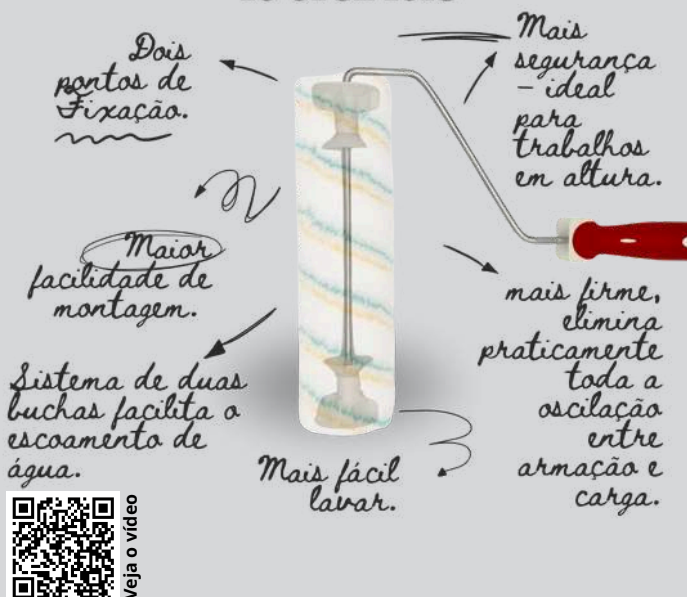 Dois
pontos de
Fixação.
Mais
segurança
– ideal
para
trabalhos
em altura.
Maior
facilidade de
montagem.
mais firme,
elimina
praticamente
toda a
oscilação
entre
armação e
carga.
Sistema de duas
buchas facilita o
escoamento de
água.
Mais fácil
lavar.
Veja o vídeo